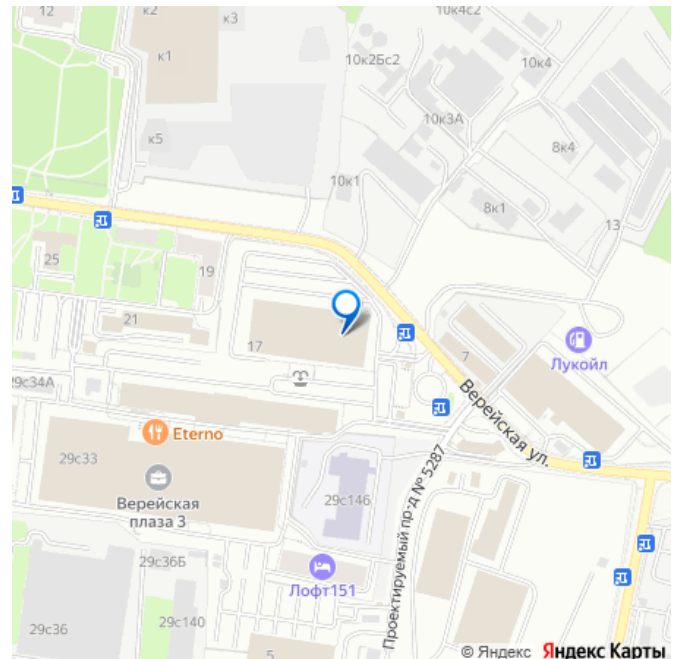 12
к2
к3
10к4с2
к1
10к2Бс2
10к4
10к3А
к5
8к4
10к1
8к1
13
25
19
21
17
7
Лукойл
29с34А
Верейская ул.
Eterno
29с33
Верейская
плаза 3
29с146
Проектируемый пр-д № 5287
29с36Б
Лофт151
29с36
29с140
5
© Яндекс Яндекс Карты